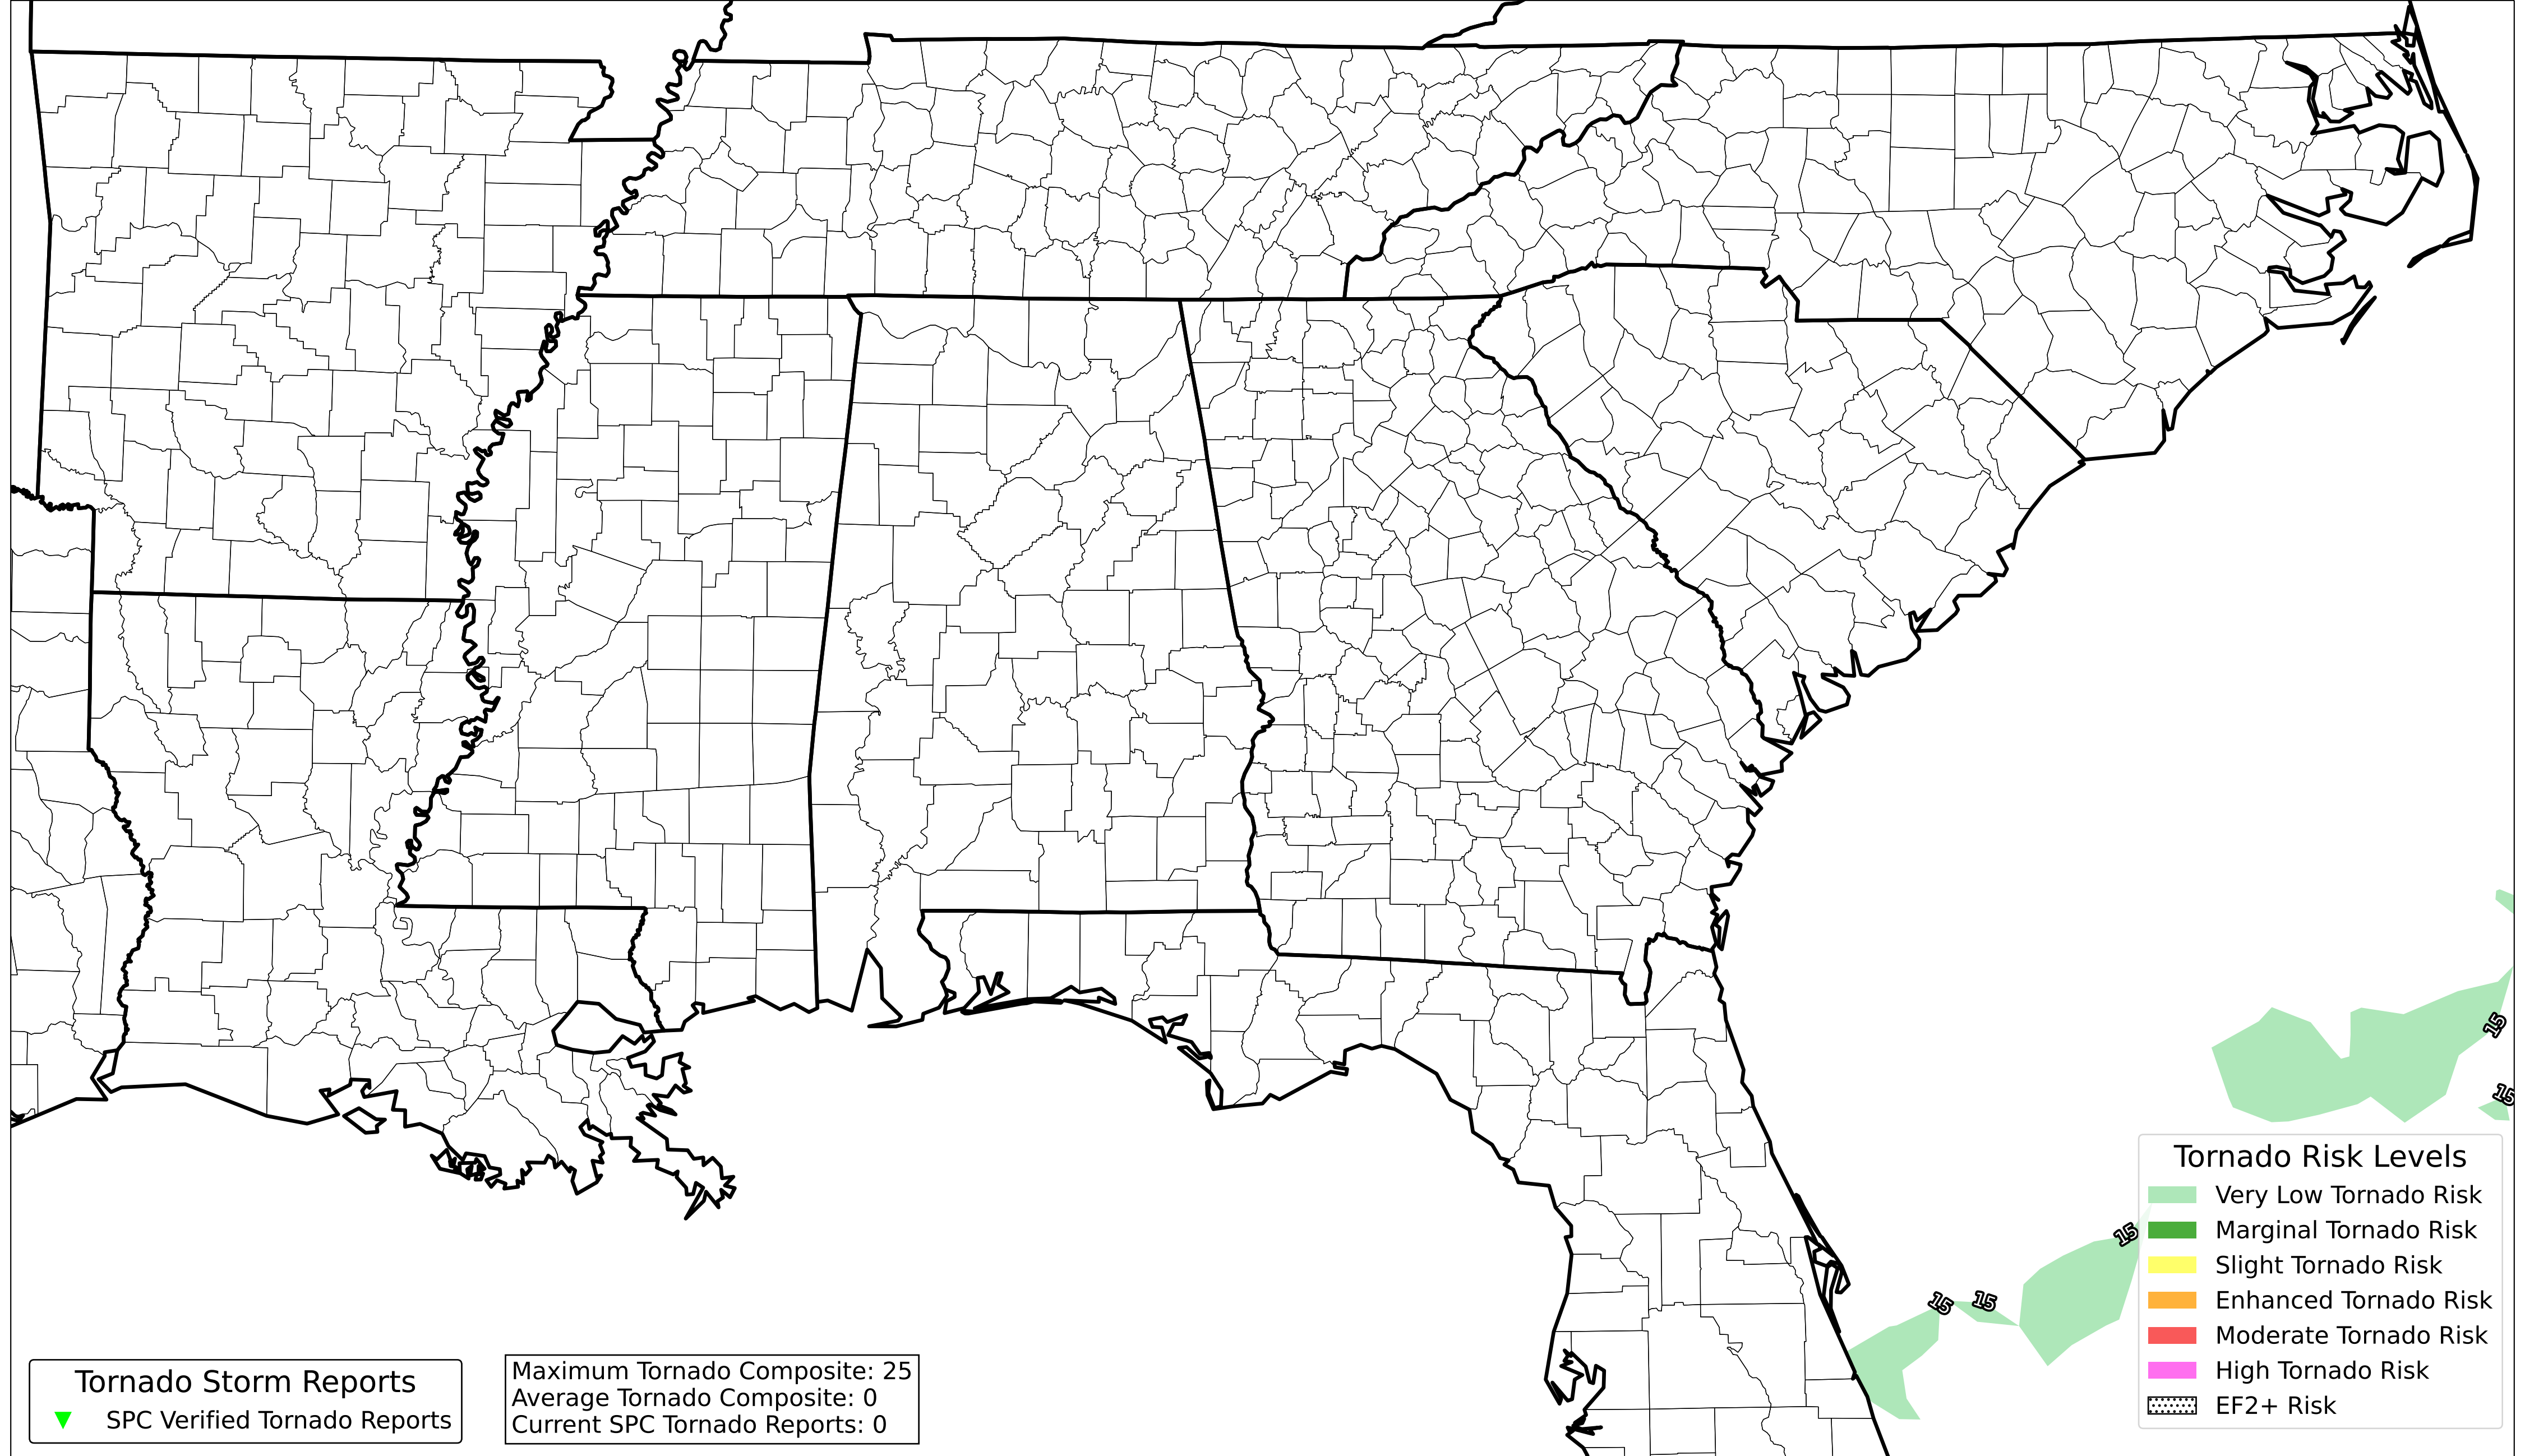 15
15
15
15
15
Tornado Risk Levels
Very Low Tornado Risk
Marginal Tornado Risk
Slight Tornado Risk
Enhanced Tornado Risk
Moderate Tornado Risk
High Tornado Risk
EF2+ Risk
Tornado Storm Reports
SPC Verified Tornado Reports
Maximum Tornado Composite: 25
Average Tornado Composite: 0
Current SPC Tornado Reports: 0